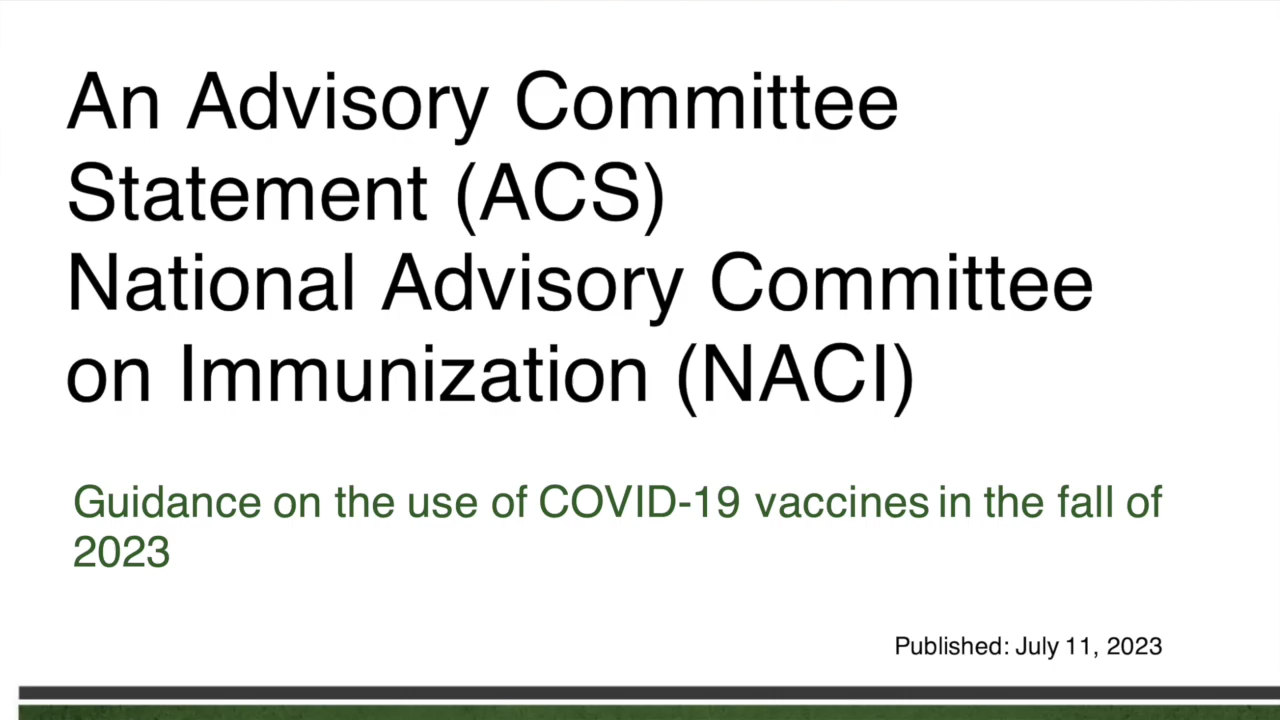 An Advisory Committee
Statement (ACS)
National Advisory Committee
on Immunization (NACI)
Guidance on the use of COVID-19 vaccines in the fall of
2023
Published: July 11, 2023